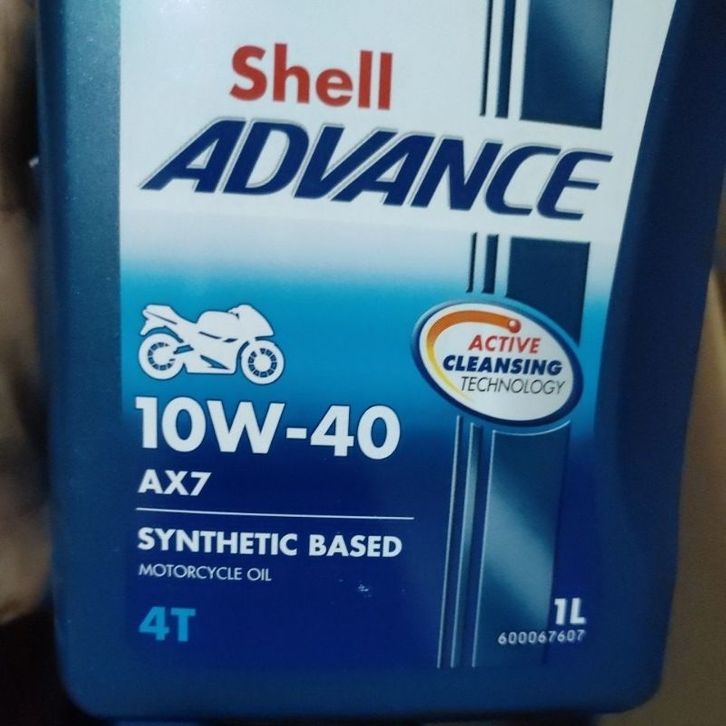 Shell
ADVANCE
ACTIVE
CLEANSING
TECHNOLOGY
10W-40
AX7
SYNTHETIC BASED
MOTORCYCLE OIL
4T
1L
600067607